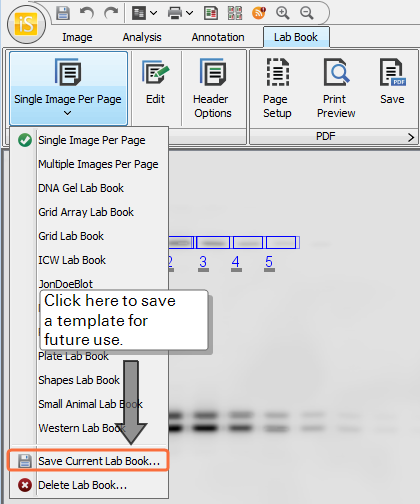 iS
Image Analysis Annotation Lab Book
Single Image Per Page Edit Header Options Page Setup Print Preview Save
PDF
Single Image Per Page
Multiple Images Per Page
DNA Gel Lab Book
Grid Array Lab Book
Grid Lab Book
ICW Lab Book
JonDoeBlot
Click here to save
a template for
future use.
Plate Lab Book
Shapes Lab Book
Small Animal Lab Book
Western Lab Book
Save Current Lab Book...
Delete Lab Book...
2 3 4 5